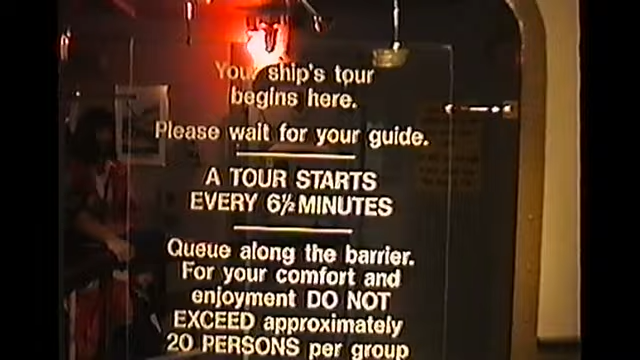 Your ship's tour
begins here.
Please wait for your guide.
A TOUR STARTS
EVERY 6½ MINUTES
Queue along the barrier.
For your comfort and
enjoyment DO NOT
EXCEED approximately
20 PERSONS per group